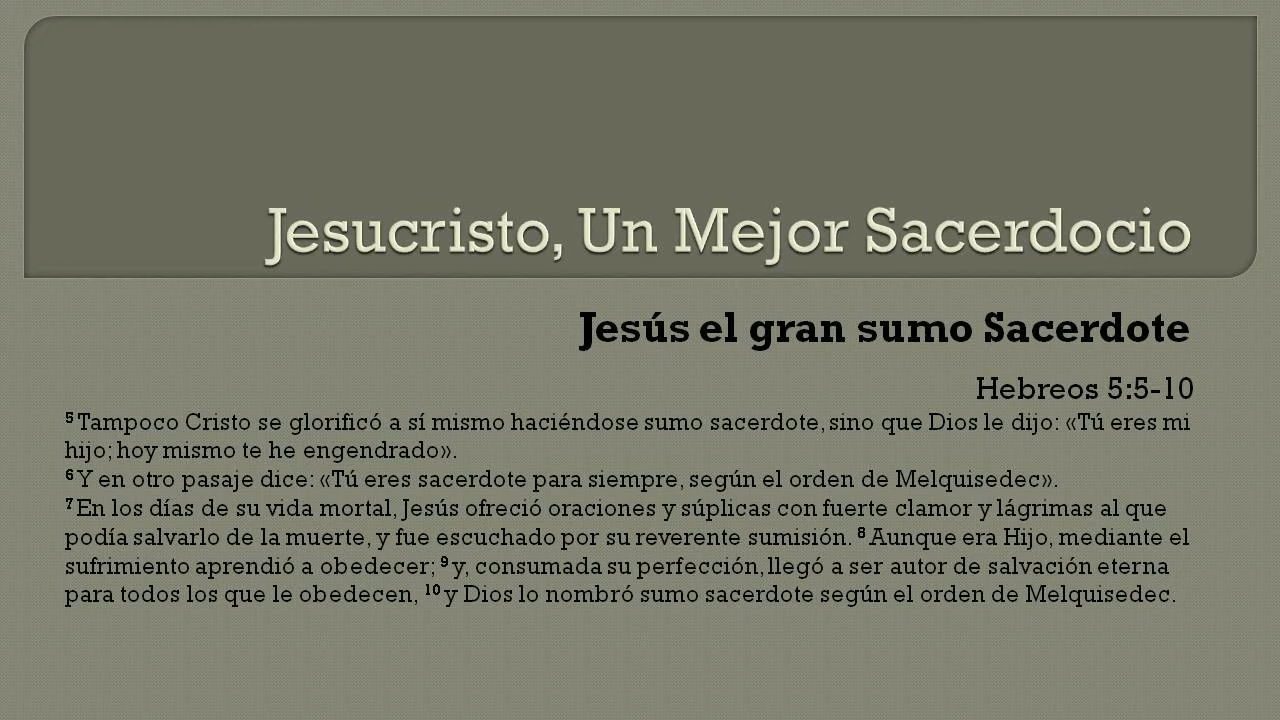 Jesucristo, Un Mejor Sacerdocio
Jesús el gran sumo Sacerdote
Hebreos 5:5-10
5 Tampoco Cristo se glorificó a sí mismo haciéndose sumo sacerdote, sino que Dios le dijo: «Tú eres mi
hijo; hoy mismo te he engendrado».
6 Y en otro pasaje dice: «Tú eres sacerdote para siempre, según el orden de Melquisedec».
7 En los días de su vida mortal, Jesús ofreció oraciones y súplicas con fuerte clamor y lágrimas al que
podía salvarlo de la muerte, y fue escuchado por su reverente sumisión. 8 Aunque era Hijo, mediante el
sufrimiento aprendió a obedecer; 9 y, consumada su perfección, llegó a ser autor de salvación eterna
para todos los que le obedecen, 10 y Dios lo nombró sumo sacerdote según el orden de Melquisedec.